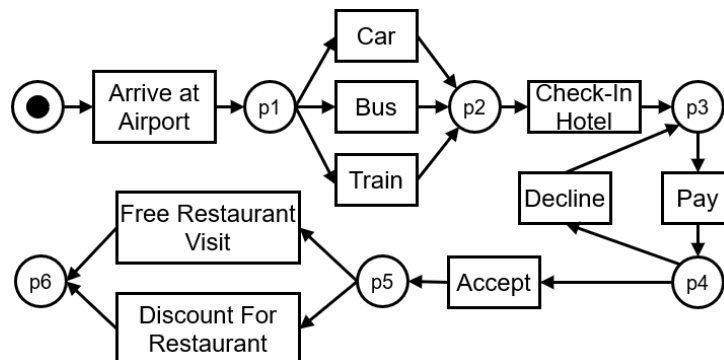 Car
Arrive at
Airport
p1
Bus
p2
Check-In
Hotel
p3
Train
Decline
Pay
Free Restaurant
Visit
p6
p5
Accept
p4
Discount For
Restaurant